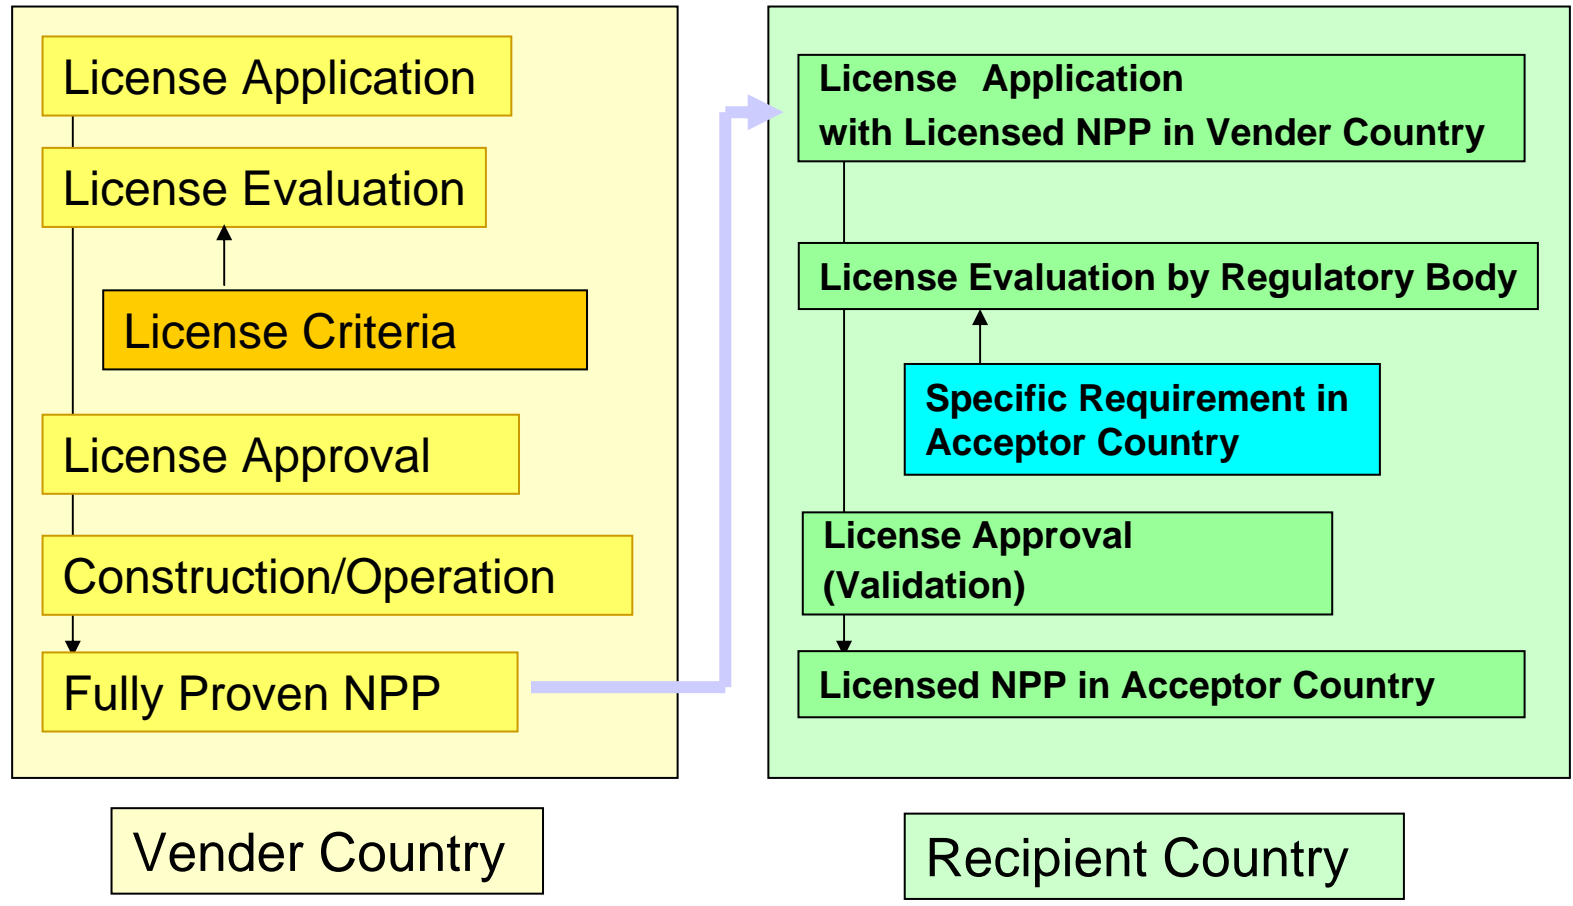 License Application
License Evaluation
License Criteria
License Approval
Construction/Operation
Fully Proven NPP
Vender Country
License Application
with Licensed NPP in Vender Country
License Evaluation by Regulatory Body
Specific Requirement in
Acceptor Country
License Approval
(Validation)
Licensed NPP in Acceptor Country
Recipient Country